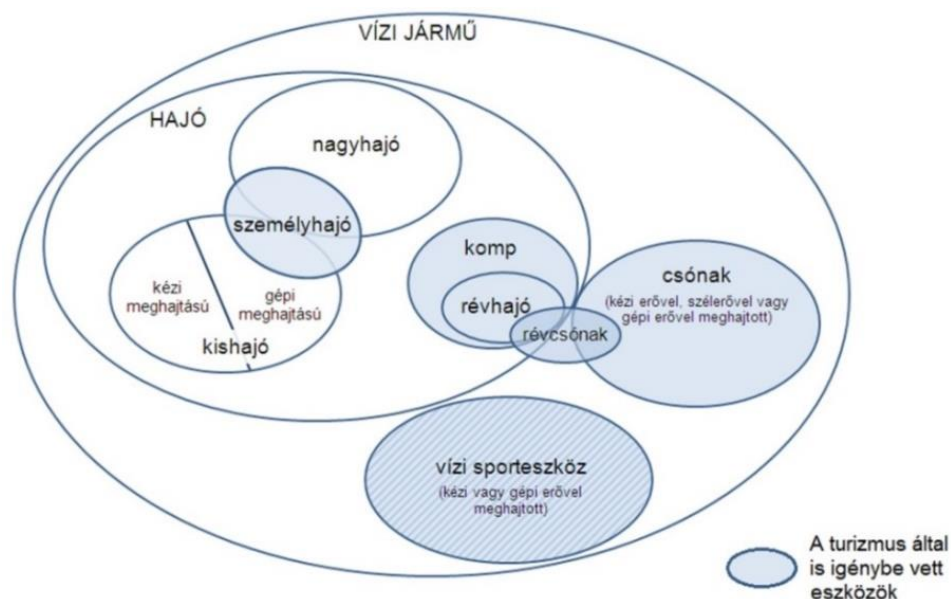 VÍZI JÁRMŰ
HAJÓ
nagyhajó
személyhajó
kézi
meghajtású
gépi
meghajtású
kishajó
komp
révhajó
révcsónak
csónak
(kézi erővel, szélerővel vagy
gépi erővel meghajtott)
vízi sporteszköz
(kézi vagy gépi erővel
meghajtott)
A turizmus által
is igénybe vett
eszközök